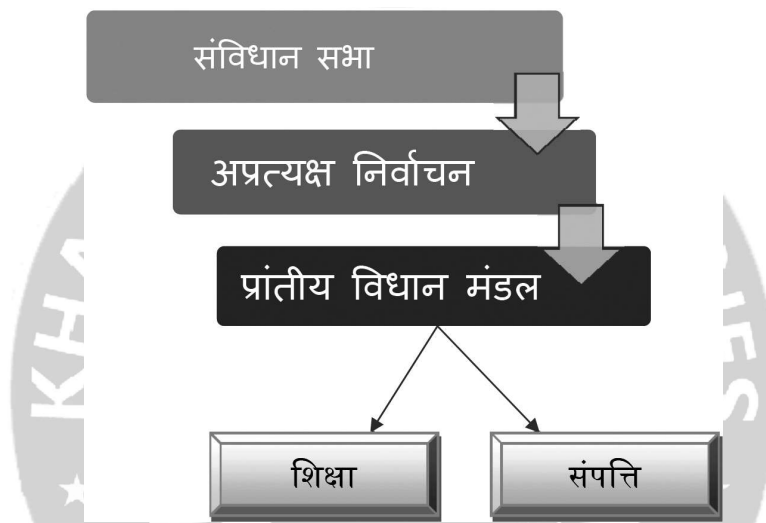 संविधान सभा
अप्रत्यक्ष निर्वाचन
प्रांतीय विधान मंडल
शिक्षा
संपत्ति